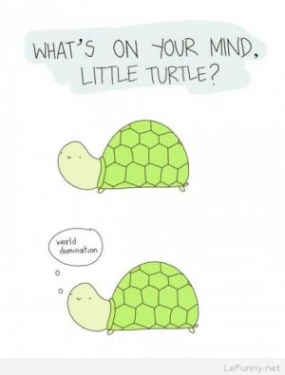 WHAT'S ON YOUR MIND,
LITTLE TURTLE?
world
domination
LeFunny.net